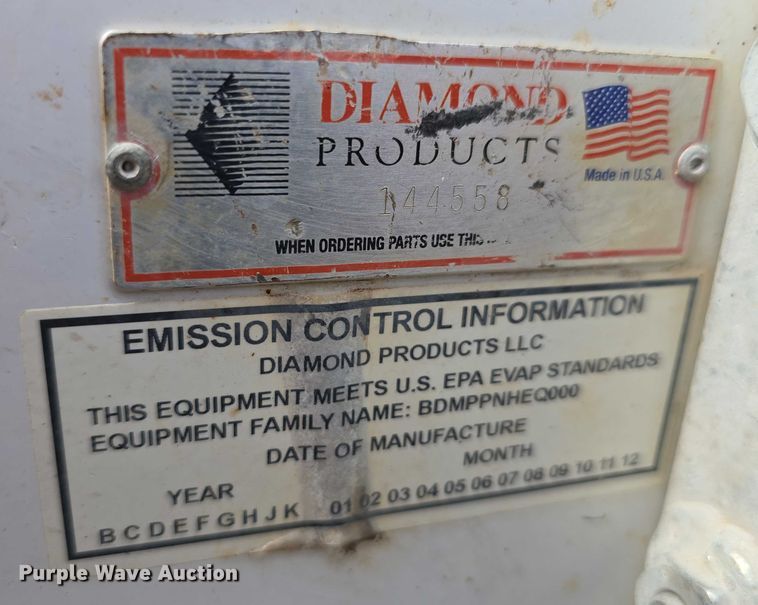 DIAMOND
PRODUCTS
Made in U.S.A.
144558
WHEN ORDERING PARTS USE THIS
EMISSION CONTROL INFORMATION
DIAMOND PRODUCTS LLC
THIS EQUIPMENT MEETS U.S. EPA EVAP STANDARDS
EQUIPMENT FAMILY NAME: BDMPPNHEQ000
DATE OF MANUFACTURE
YEAR MONTH
B C D E F G H J K 01 02 03 04 05 06 07 08 09 10 11 12
Purple Wave Auction